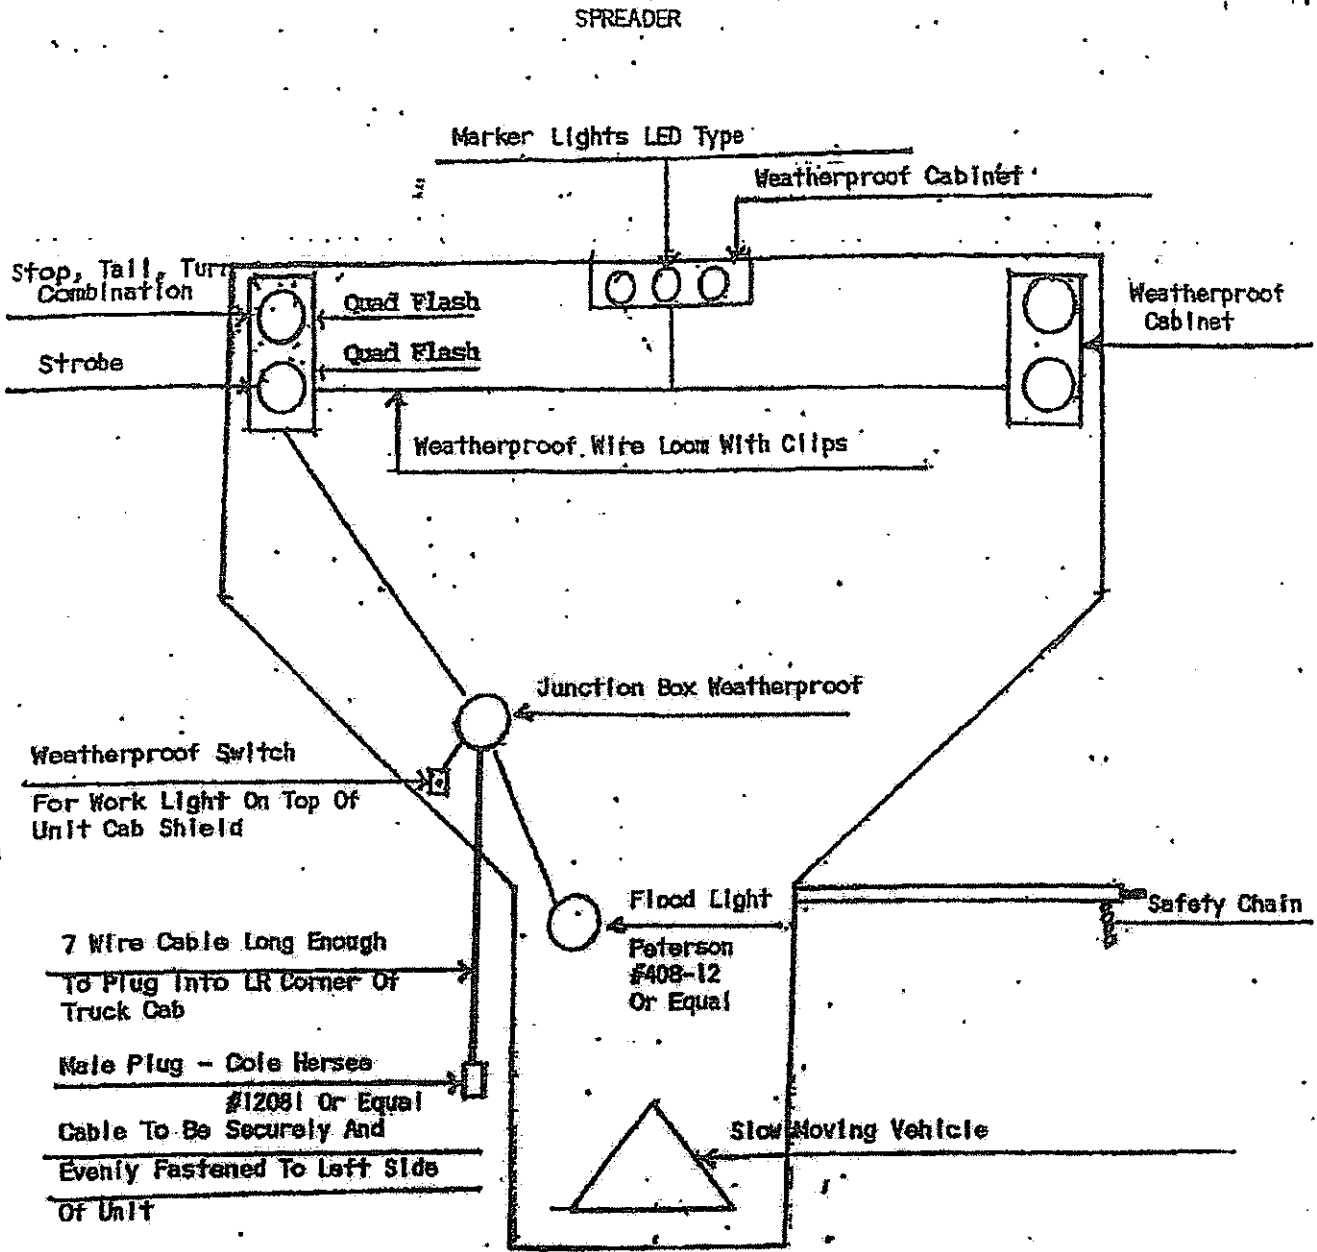 SPREADER
Marker Lights LED Type
Weatherproof Cabinet
Stop, Tail, Turn
Combination
Quad Flash
Weatherproof
Cabinet
Strobe
Quad Flash
Weatherproof Wire Loom With Clips
Junction Box Weatherproof
Weatherproof Switch
For Work Light On Top Of
Unit Cab Shield
Flood Light
Peterson
#408-12
Or Equal
Safety Chain
7 Wire Cable Long Enough
To Plug Into LR Corner Of
Truck Cab
Male Plug - Cole Hersee
#12081 Or Equal
Cable To Be Securely And
Evenly Fastened To Left Side
Of Unit
Slow Moving Vehicle